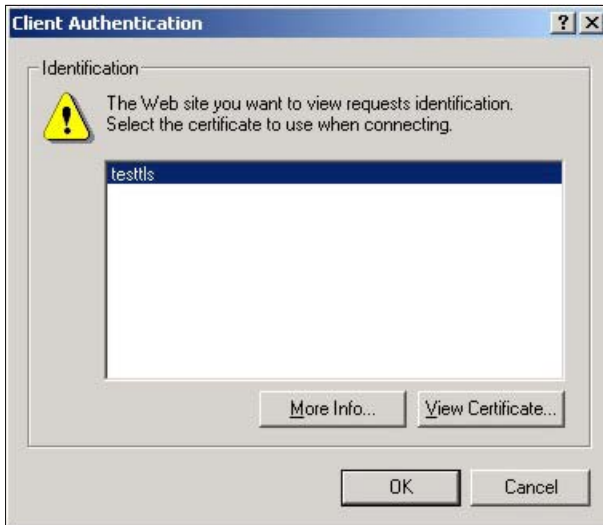 Client Authentication
Identification
The Web site you want to view requests identification.
Select the certificate to use when connecting.
testtls
More Info...
View Certificate...
OK
Cancel